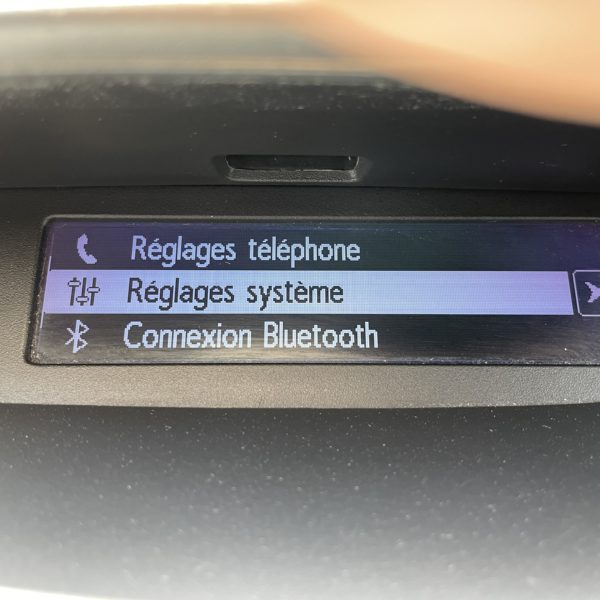 Réglages téléphone
Réglages système
Connexion Bluetooth